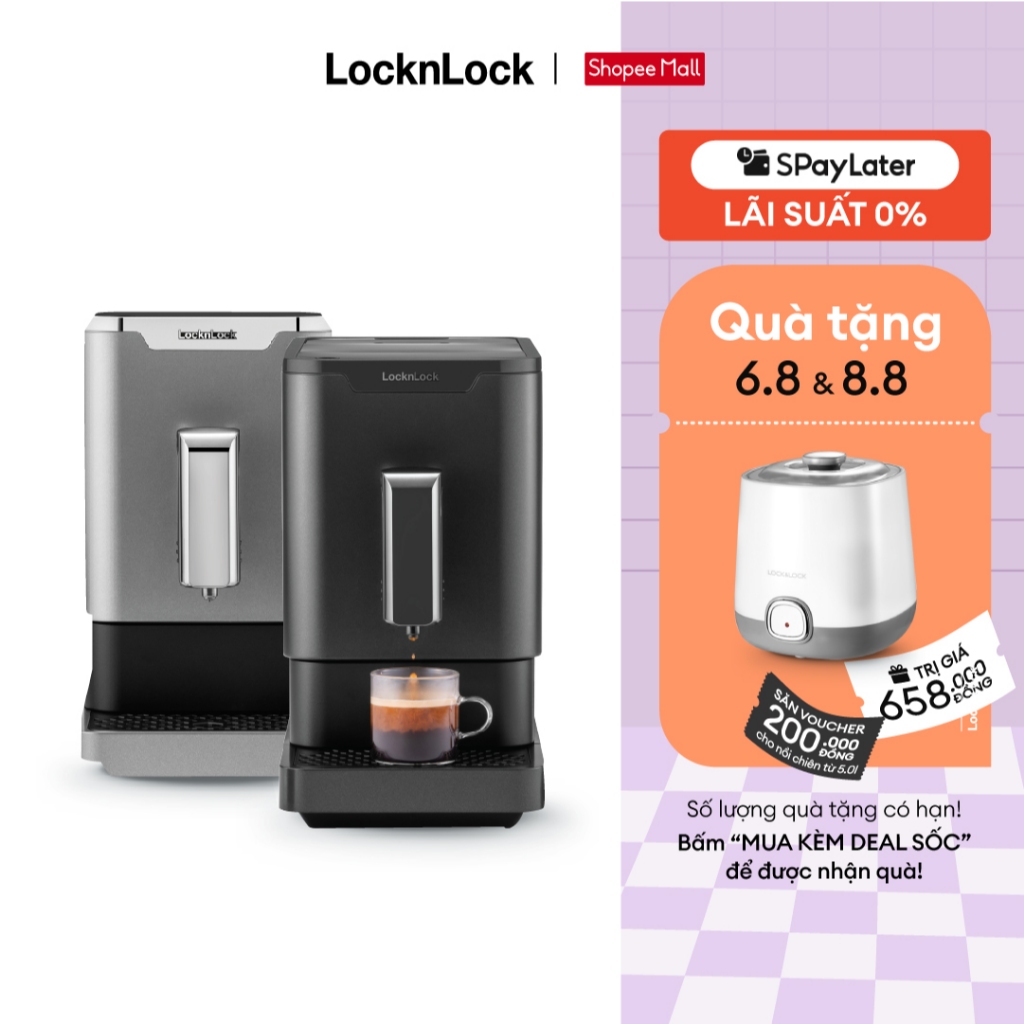 LocknLock
Shopee Mall
SPayLater
LÃI SUẤT 0%
Quà tặng
6.8 & 8.8
LocknLock
LocknLock
LOCK&LOCK
TRỊ GIÁ
658.000
ĐỒNG
SĂN VOUCHER
200.000
ĐỒNG
cho nồi chiên từ 5.0l
Số lượng quà tặng có hạn!
Bấm “MUA KÈM DEAL SỐC”
để được nhận quà!